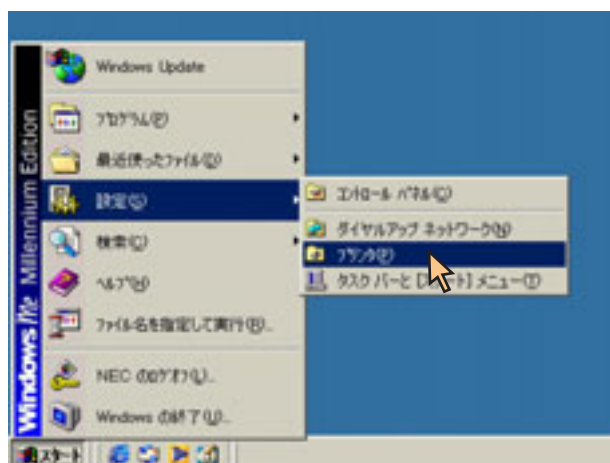 Windows Me Millennium Edition
Windows Update
プログラム(P)
最近使ったファイル(D)
設定(S)
検索(C)
ヘルプ(H)
ファイル名を指定して実行(R)...
NEC のログオフ(L)...
Windows の終了(U)...
コントロール パネル(C)
ダイヤルアップ ネットワーク(N)
プリンタ(P)
タスク バーと [スタート] メニュー(T)
スタート